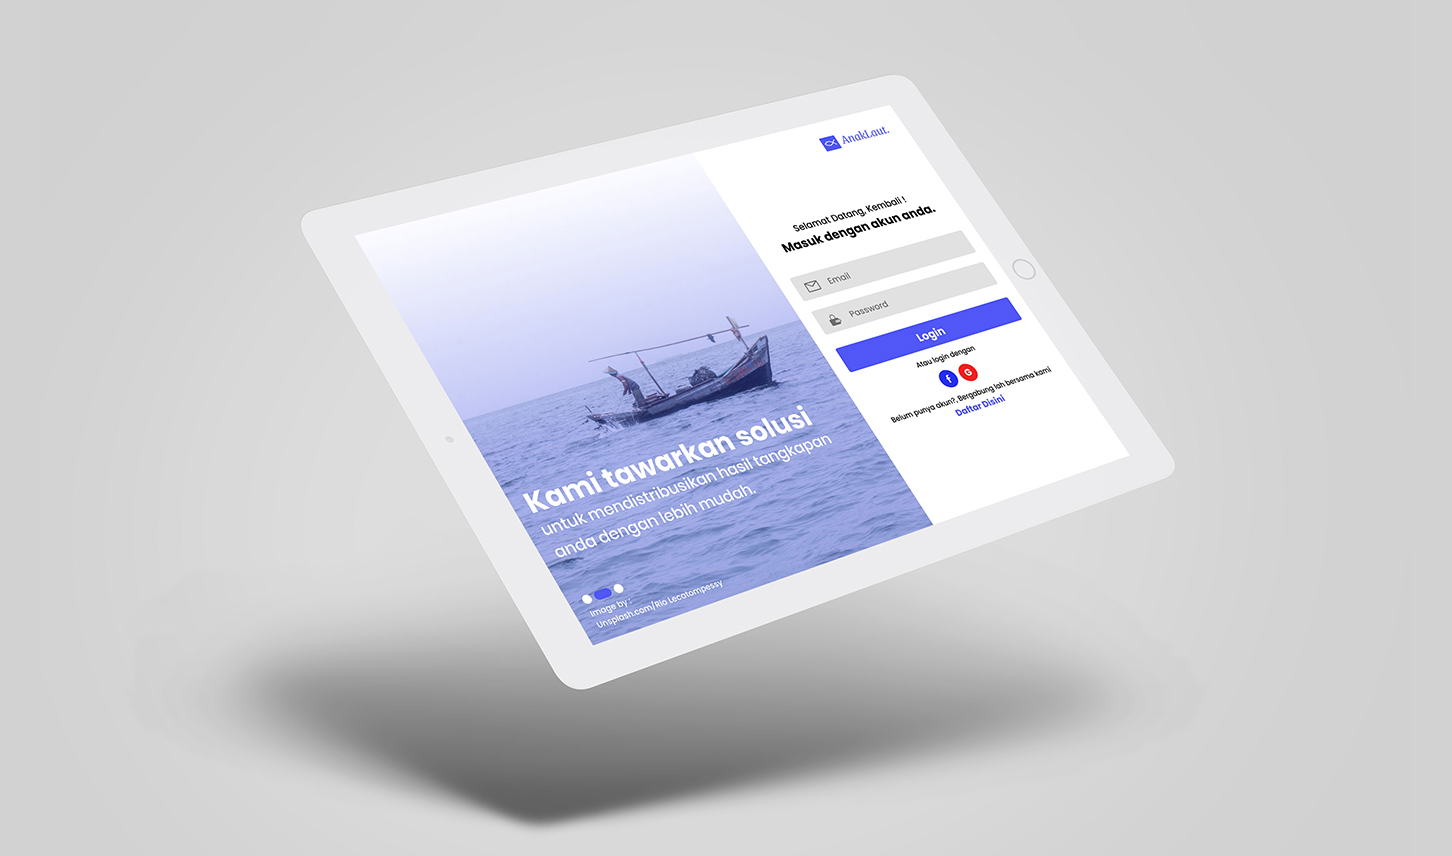 AnakLaut.
Selamat Datang, Kembali !
Masuk dengan akun anda.
Email
Password
Login
Atau login dengan
f
G
Belum punya akun?, Bergabung lah bersama kami
Daftar Disini
Kami tawarkan solusi
untuk mendistribusikan hasil tangkapan
anda dengan lebih mudah.
Image by :
Unsplash.com/Rio Lecatompessy